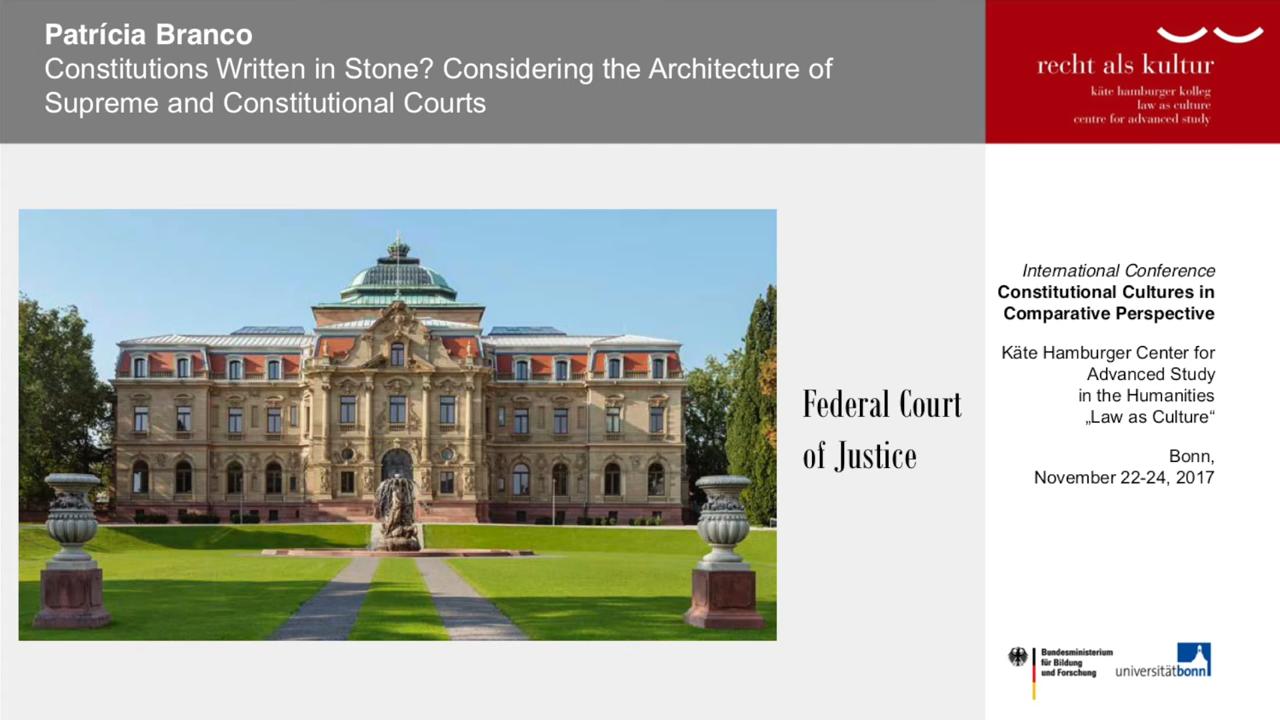 Patrícia Branco
Constitutions Written in Stone? Considering the Architecture of
Supreme and Constitutional Courts
recht als kultur
käte hamburger kolleg
law as culture
centre for advanced study
Federal Court
of Justice
International Conference
Constitutional Cultures in
Comparative Perspective
Käte Hamburger Center for
Advanced Study
in the Humanities
„Law as Culture“
Bonn,
November 22-24, 2017
Bundesministerium
für Bildung
und Forschung
universitätbonn